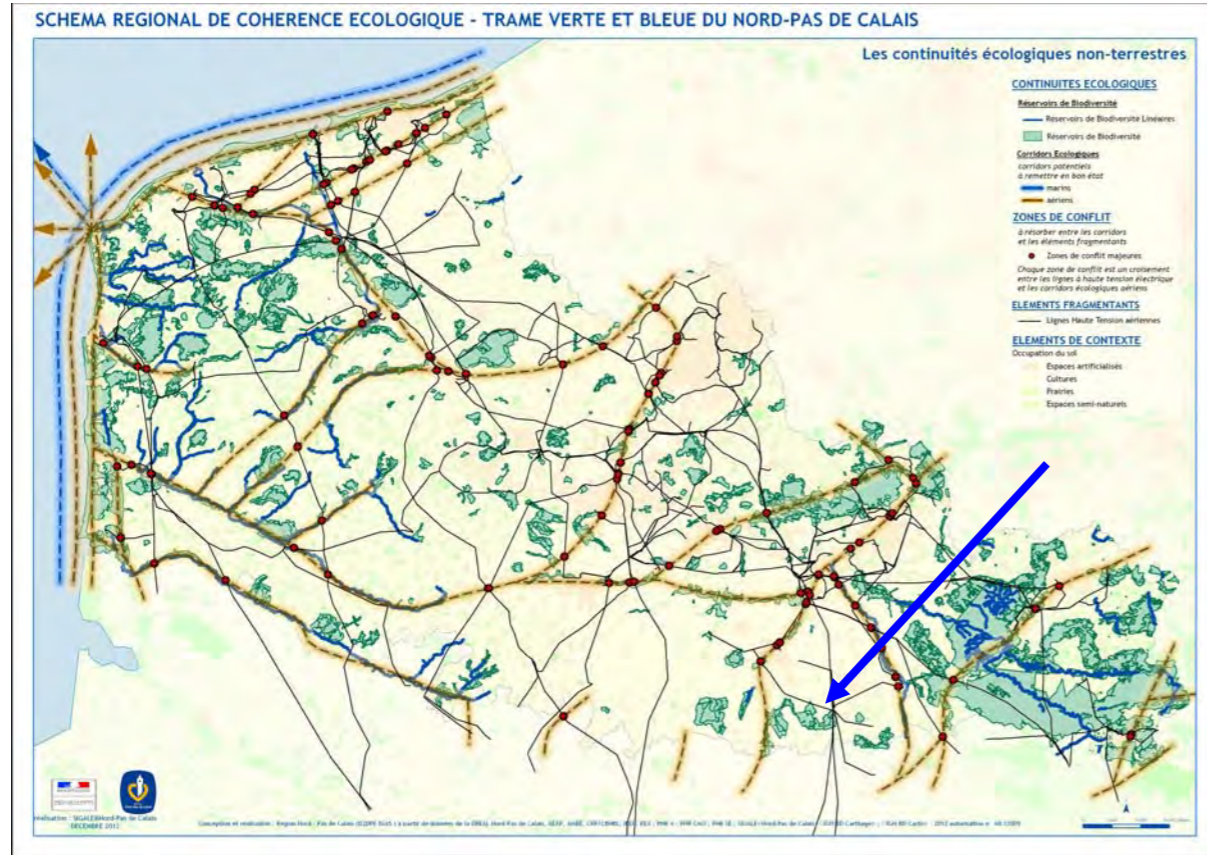 SCHEMA REGIONAL DE COHERENCE ECOLOGIQUE - TRAME VERTE ET BLEUE DU NORD-PAS DE CALAIS
Les continuités écologiques non-terrestres
CONTINUITES ECOLOGIQUES
Réservoirs de Biodiversité
Réservoirs de Biodiversité Linéaires
Réservoirs de Biodiversité
Corridors Ecologiques
corridors potentiels
à remettre en bon état
marins
aériens
ZONES DE CONFLIT
à résorber entre les corridors
et les éléments fragmentants
Zones de conflit majeures
Chaque zone de conflit est un croisement
entre les lignes à haute tension électrique
et les corridors écologiques aériens
ELEMENTS FRAGMENTANTS
Lignes Haute Tension aériennes
ELEMENTS DE CONTEXTE
Occupation du sol
Espaces artificialisés
Cultures
Prairies
Espaces semi-naturels
DECEMBRE 2012